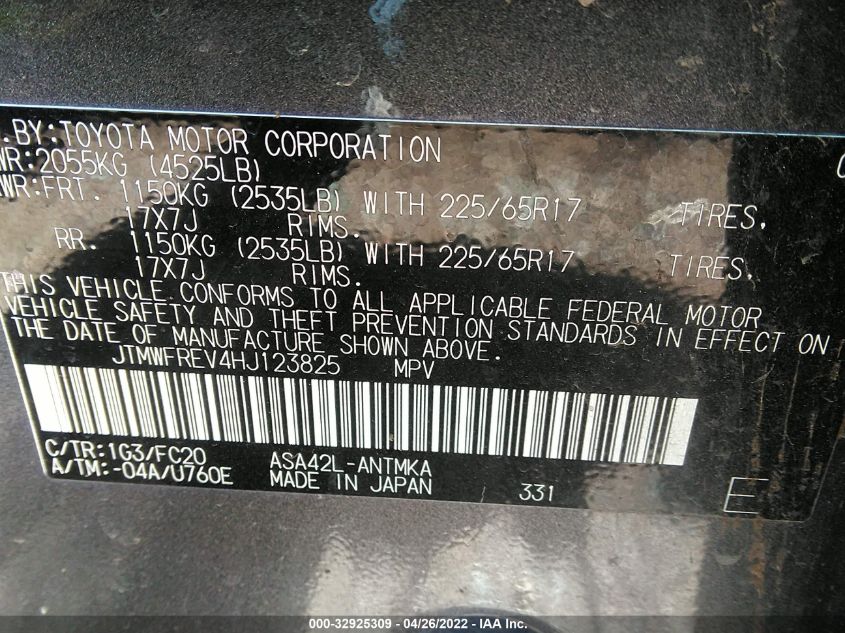 .BY:TOYOTA MOTOR CORPORATION
WR:2055KG (4525LB)
WR:FRT. 1150KG (2535LB) WITH 225/65R17 TIRES,
17X7J RIMS.
RR. 1150KG (2535LB) WITH 225/65R17 TIRES,
17X7J RIMS.
THIS VEHICLE CONFORMS TO ALL APPLICABLE FEDERAL MOTOR
VEHICLE SAFETY AND THEFT PREVENTION STANDARDS IN EFFECT ON
THE DATE OF MANUFACTURE SHOWN ABOVE.
JTMWFREV4HJ123825 MPV
C/TR:1G3/FC20 ASA42L-ANTMKA
A/TM:-04A/U760E MADE IN JAPAN 331 E
000-32925309 - 04/26/2022 - IAA Inc.